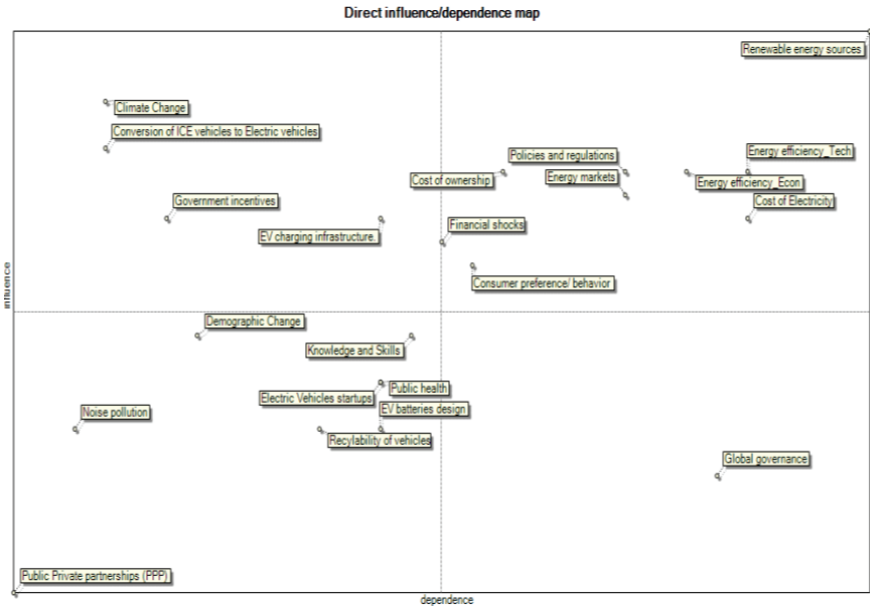 Direct influence/dependence map
Renewable energy sources
Climate Change
Conversion of ICE vehicles to Electric vehicles
Policies and regulations
Energy efficiency_Tech
Cost of ownership
Energy markets
Energy efficiency_Econ
Government incentives
Cost of Electricity
EV charging infrastructure.
Financial shocks
Consumer preference/ behavior
influence
Demographic Change
Knowledge and Skills
Public health
Electric Vehicles startups
Noise pollution
EV batteries design
Recylability of vehicles
Global governance
Public Private partnerships (PPP)
dependence